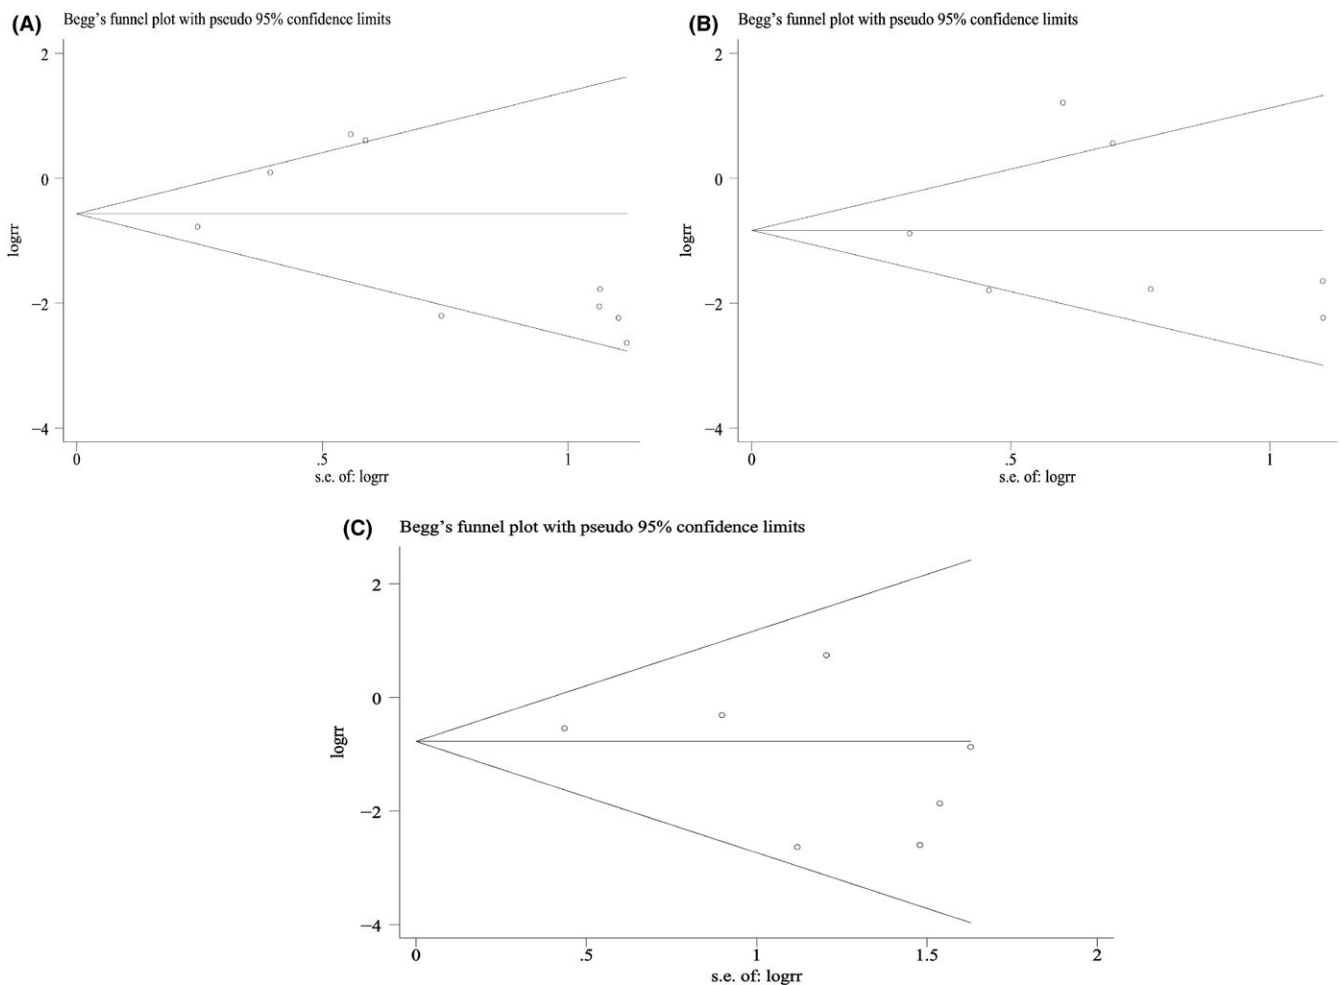 (A) Begg's funnel plot with pseudo 95% confidence limits
2
0
−2
−4
logrr
0 .5 1
s.e. of: logrr
(B) Begg's funnel plot with pseudo 95% confidence limits
2
0
−2
−4
logrr
0 .5 1
s.e. of: logrr
(C) Begg's funnel plot with pseudo 95% confidence limits
2
0
−2
−4
logrr
0 .5 1 1.5 2
s.e. of: logrr